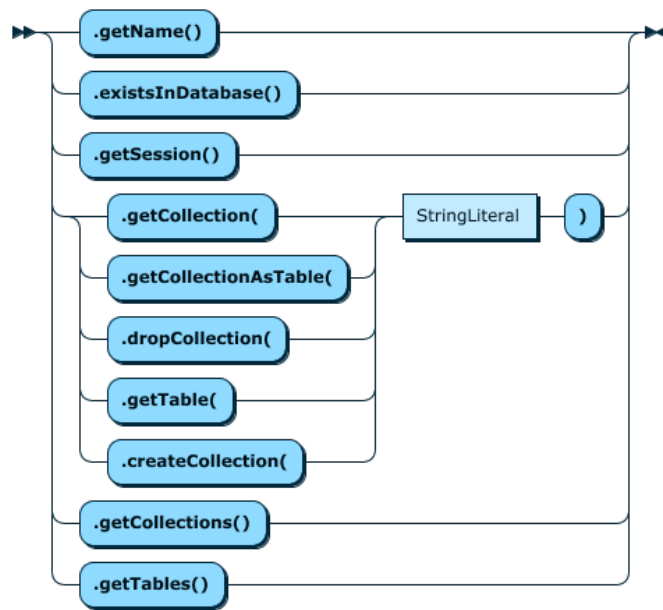 .getName()
.existsInDatabase()
.getSession()
.getCollection( StringLiteral )
.getCollectionAsTable(
.dropCollection(
.getTable(
.createCollection(
.getCollections()
.getTables()